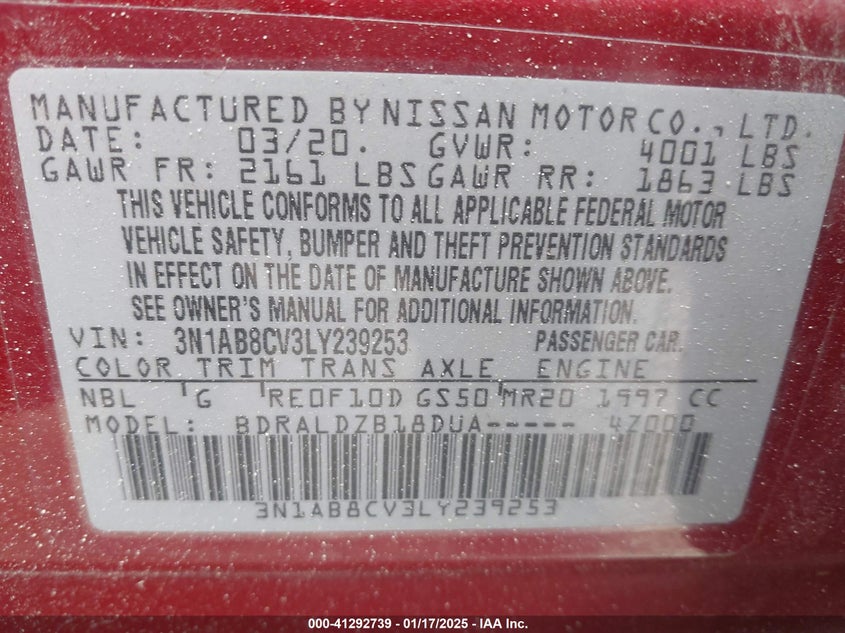 MANUFACTURED BY NISSAN MOTOR CO., LTD.
DATE: 03/20. GVWR: 4001 LBS
GAWR FR: 2161 LBS GAWR RR: 1863 LBS
THIS VEHICLE CONFORMS TO ALL APPLICABLE FEDERAL MOTOR
VEHICLE SAFETY, BUMPER AND THEFT PREVENTION STANDARDS
IN EFFECT ON THE DATE OF MANUFACTURE SHOWN ABOVE.
SEE OWNER'S MANUAL FOR ADDITIONAL INFORMATION.
VIN: 3N1AB8CV3LY239253 PASSENGER CAR.
COLOR TRIM TRANS AXLE ENGINE
NBL G RE0F10D GS50 MR20 1997 CC
MODEL: BDRALDZB18DUA----- 4Z000
3N1AB8CV3LY239253
000-41292739 - 01/17/2025 - IAA Inc.